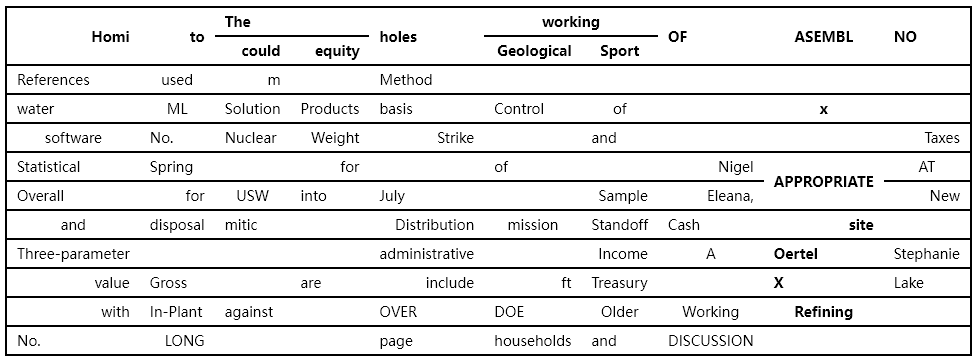 The working
Homi to holes OF ASEMBL NO
could equity Geological Sport
References used m Method
water ML Solution Products basis Control of x
software No. Nuclear Weight Strike and Taxes
Statistical Spring for of Nigel AT
APPROPRIATE
Overall for USW into July Sample Eleana, New
and disposal mitic Distribution mission Standoff Cash site
Three-parameter administrative Income A Oertel Stephanie
value Gross are include ft Treasury X Lake
with In-Plant against OVER DOE Older Working Refining
No. LONG page households and DISCUSSION